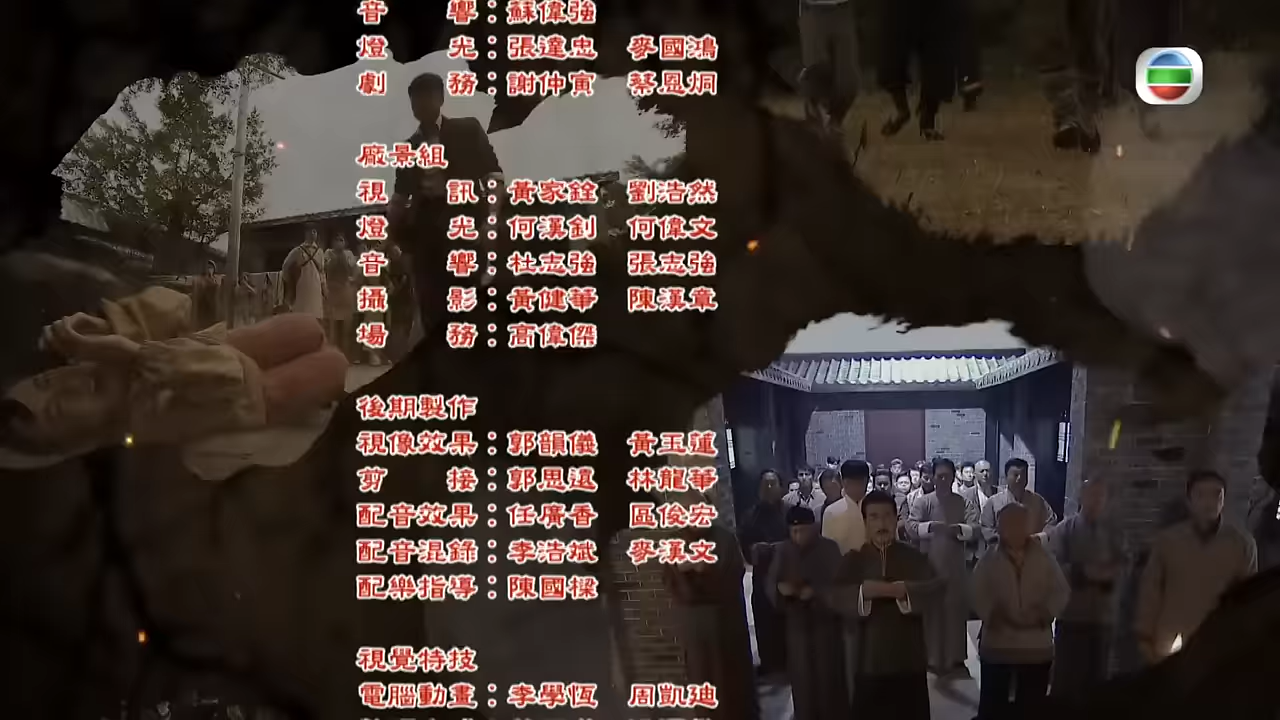 音響：蘇偉強
燈光：張達忠 麥國鴻
劇務：謝仲寅 蔡恩炯
廠景組
視訊：黃家銓 劉浩然
燈光：何漢釗 何偉文
音響：杜志強 張志強
攝影：黃健華 陳漢章
場務：高偉傑
後期製作
視像效果：郭韻儀 黃玉蓮
剪接：郭思遠 林龍華
配音效果：任廣香 區俊宏
配音混錄：李浩斌 麥漢文
配樂指導：陳國樑
視覺特技
電腦動畫：李學恆 周凱廸